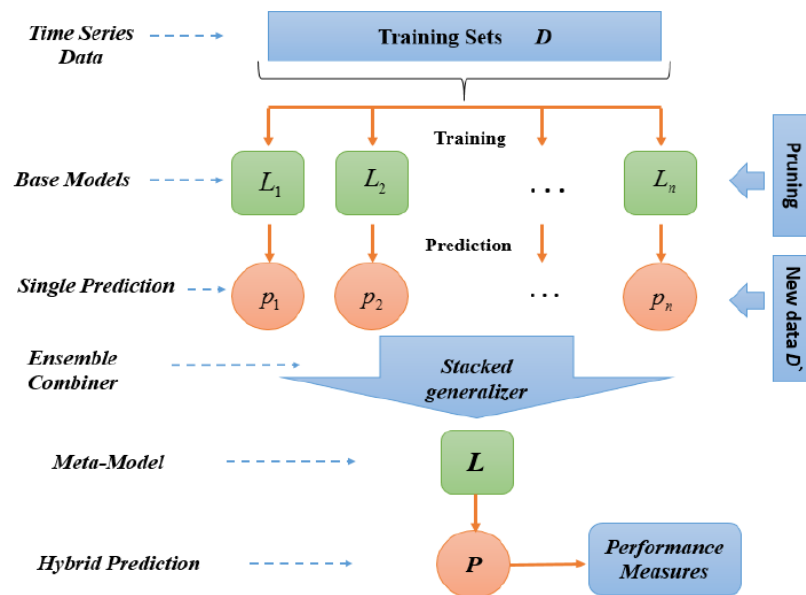 Time Series
Data
Training Sets D
Training
Base Models
L1
L2
...
Ln
Pruning
Prediction
Single Prediction
p1
p2
...
pn
New data D',
Ensemble
Combiner
Stacked
generalizer
Meta-Model
L
Hybrid Prediction
P
Performance
Measures